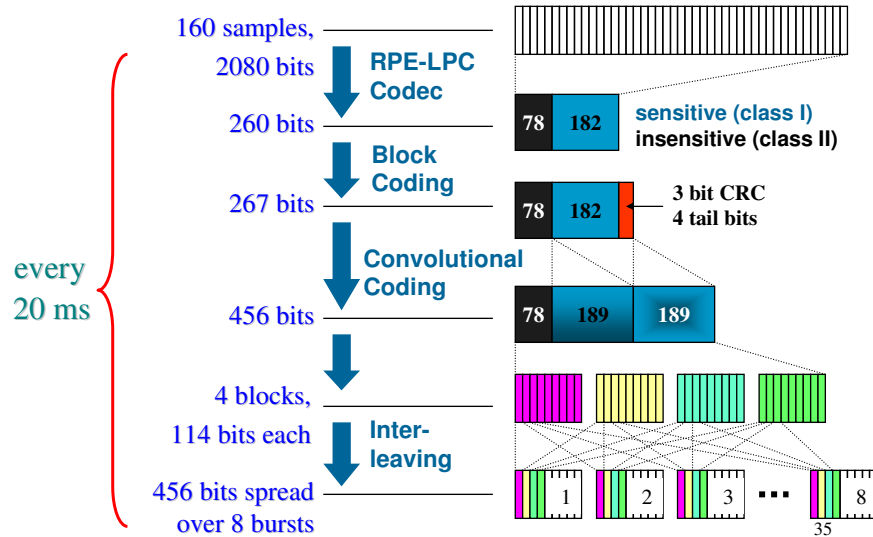 160 samples,
2080 bits
RPE-LPC
Codec
260 bits
78 182
sensitive (class I)
insensitive (class II)
Block
Coding
267 bits
78 182
3 bit CRC
4 tail bits
every
20 ms
Convolutional
Coding
456 bits
78 189 189
4 blocks,
114 bits each
Inter-
leaving
456 bits spread
over 8 bursts
1 2 3 8
35